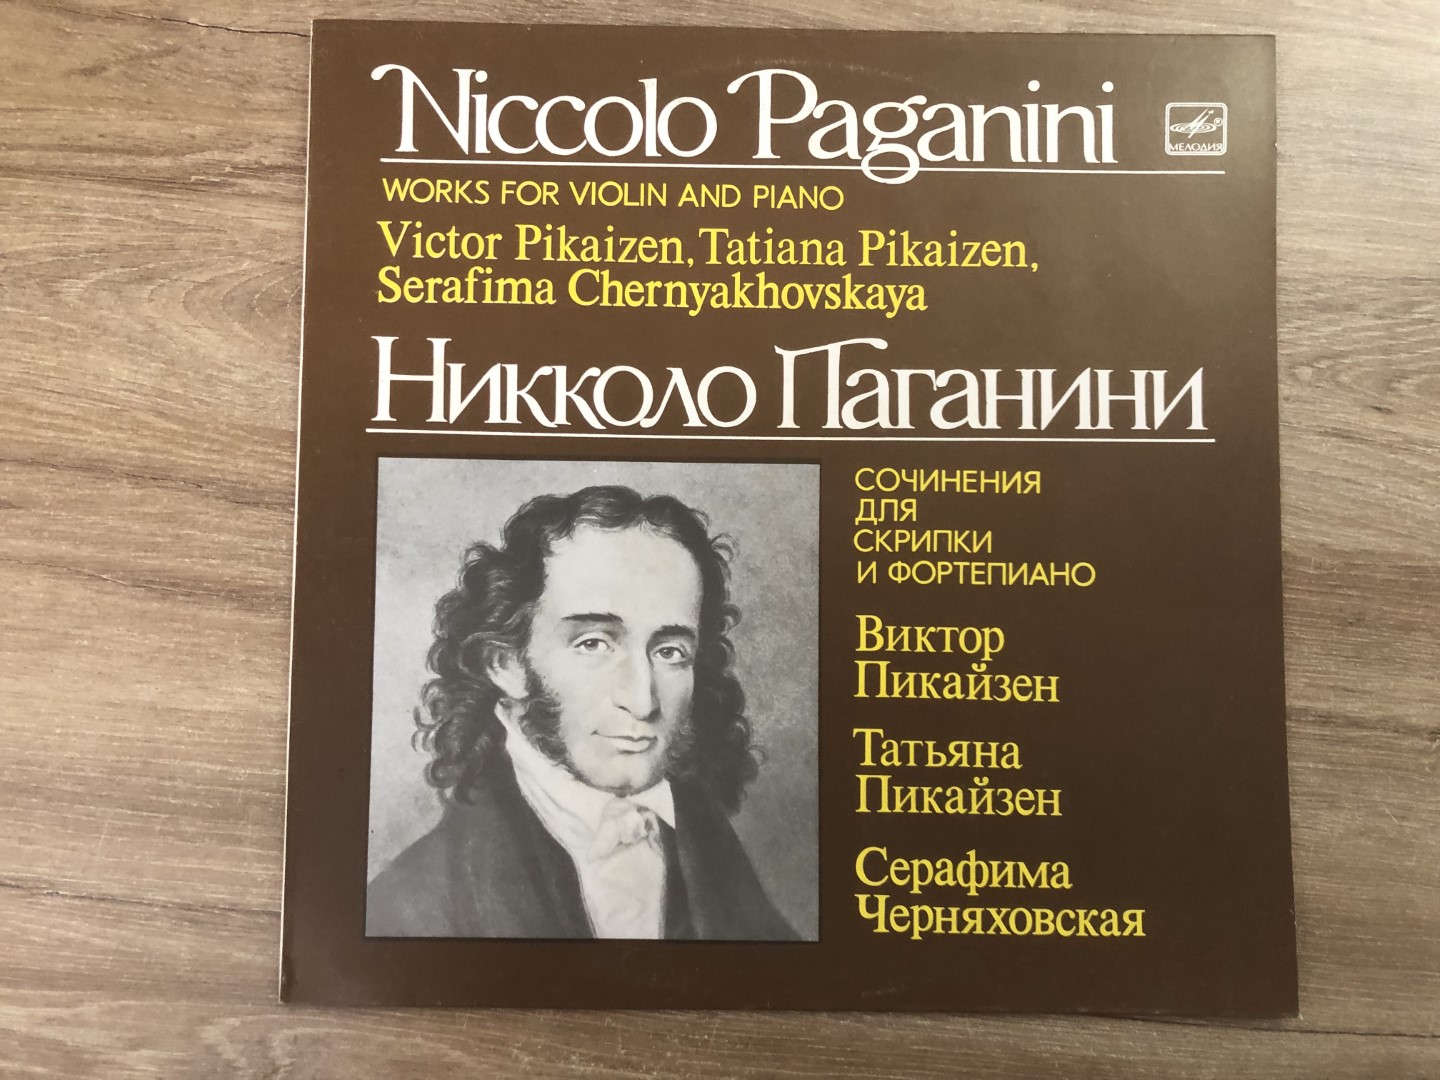 Niccolo Paganini
МЕЛОДИЯ
WORKS FOR VIOLIN AND PIANO
Victor Pikaizen, Tatiana Pikaizen,
Serafima Chernyakhovskaya
Никколо Паганини
СОЧИНЕНИЯ
ДЛЯ
СКРИПКИ
И ФОРТЕПИАНО
Виктор
Пикайзен
Татьяна
Пикайзен
Серафима
Черняховская